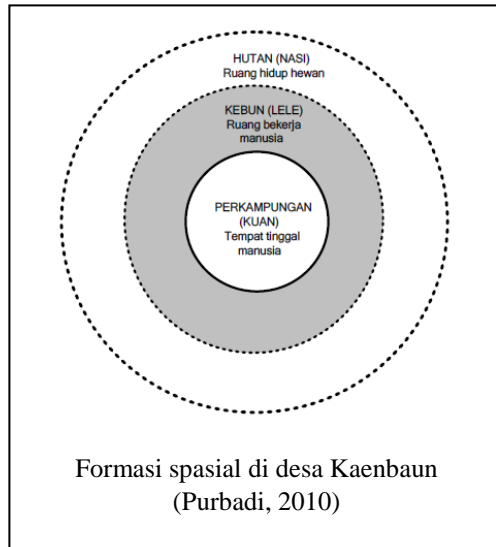 HUTAN (NASI)
Ruang hidup hewan
KEBUN (LELE)
Ruang bekerja
manusia
PERKAMPUNGAN
(KUAN)
Tempat tinggal
manusia
Formasi spasial di desa Kaenbaun
(Purbadi, 2010)